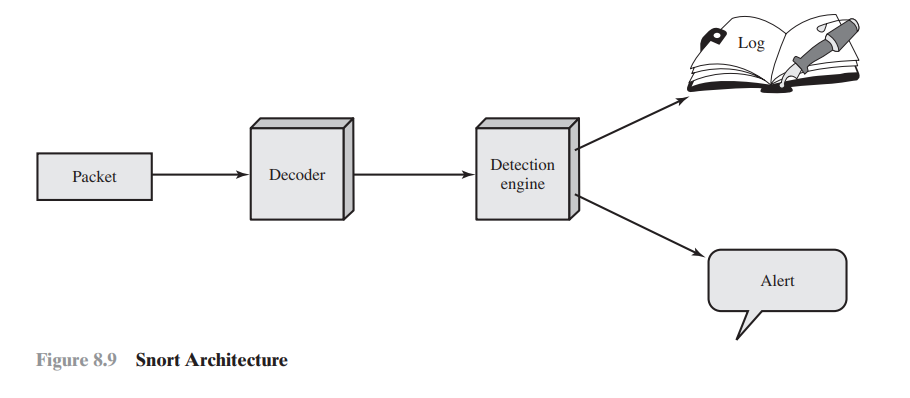 Log
Packet
Decoder
Detection
engine
Alert
Figure 8.9 Snort Architecture